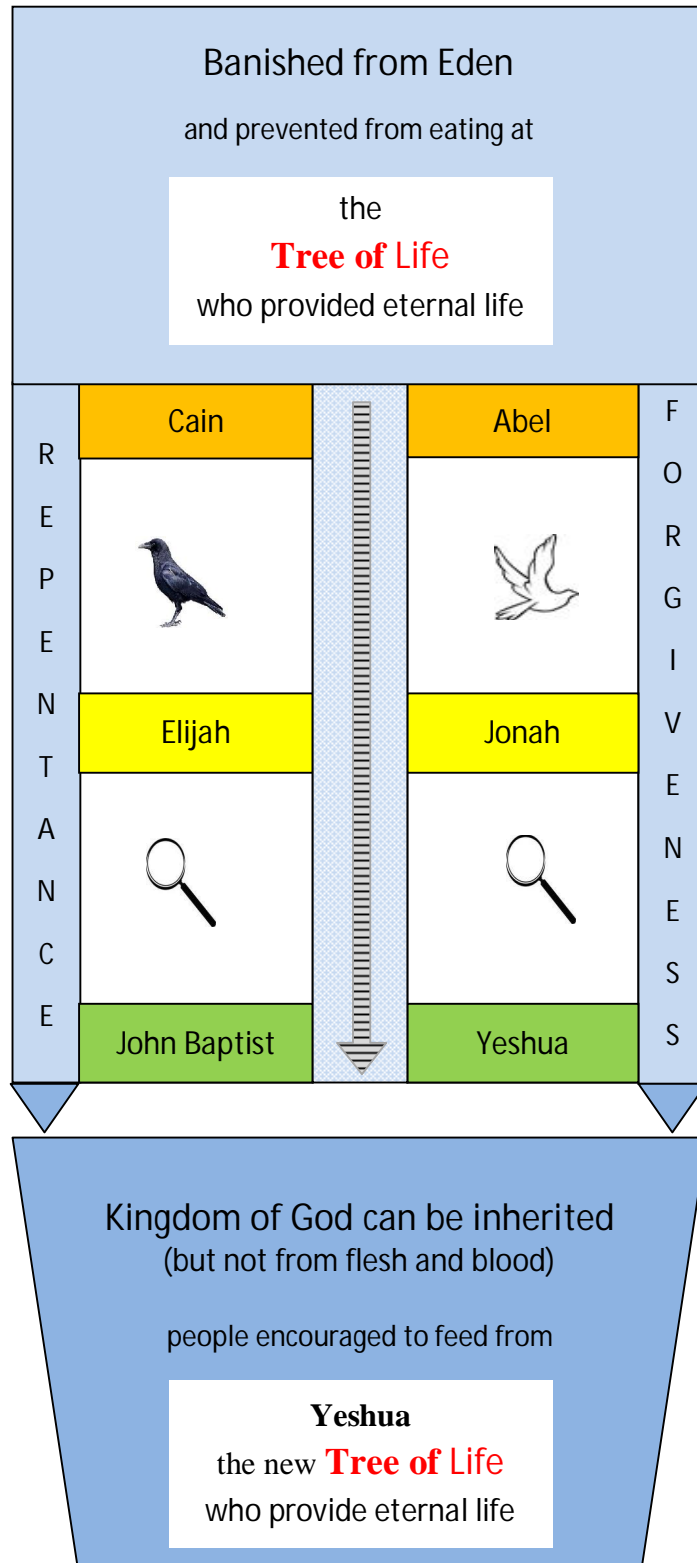 Banished from Eden
and prevented from eating at
the
Tree of Life
who provided eternal life
REPENTANCE
Cain
Abel
FORGIVENESS
Elijah
Jonah
John Baptist
Yeshua
Kingdom of God can be inherited
(but not from flesh and blood)
people encouraged to feed from
Yeshua
the new Tree of Life
who provide eternal life